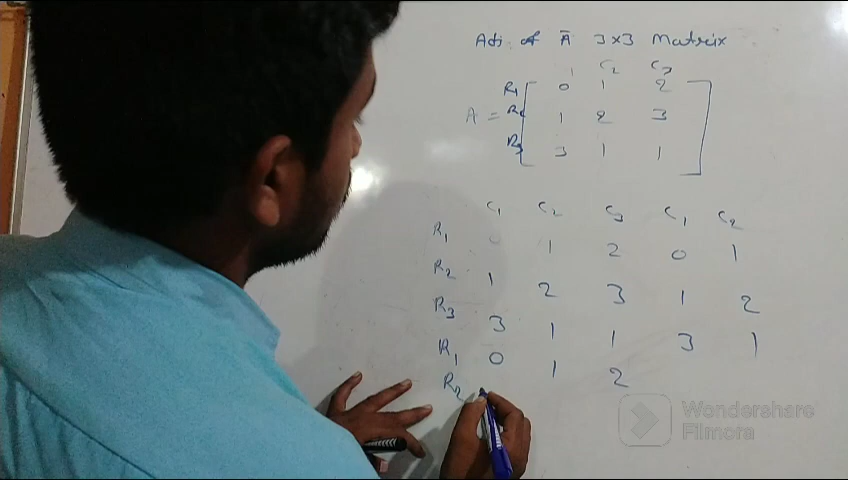 Adj of A 3x3 Matrix
1 C2 C3
R1 0 1 2
A = R2 1 2 3
R3 3 1 1
C1 C2 C3 C1 C2
R1 0 1 2 0 1
R2 1 2 3 1 2
R3 3 1 1 3 1
R1 0 1 2
R2
Wondershare
Filmora